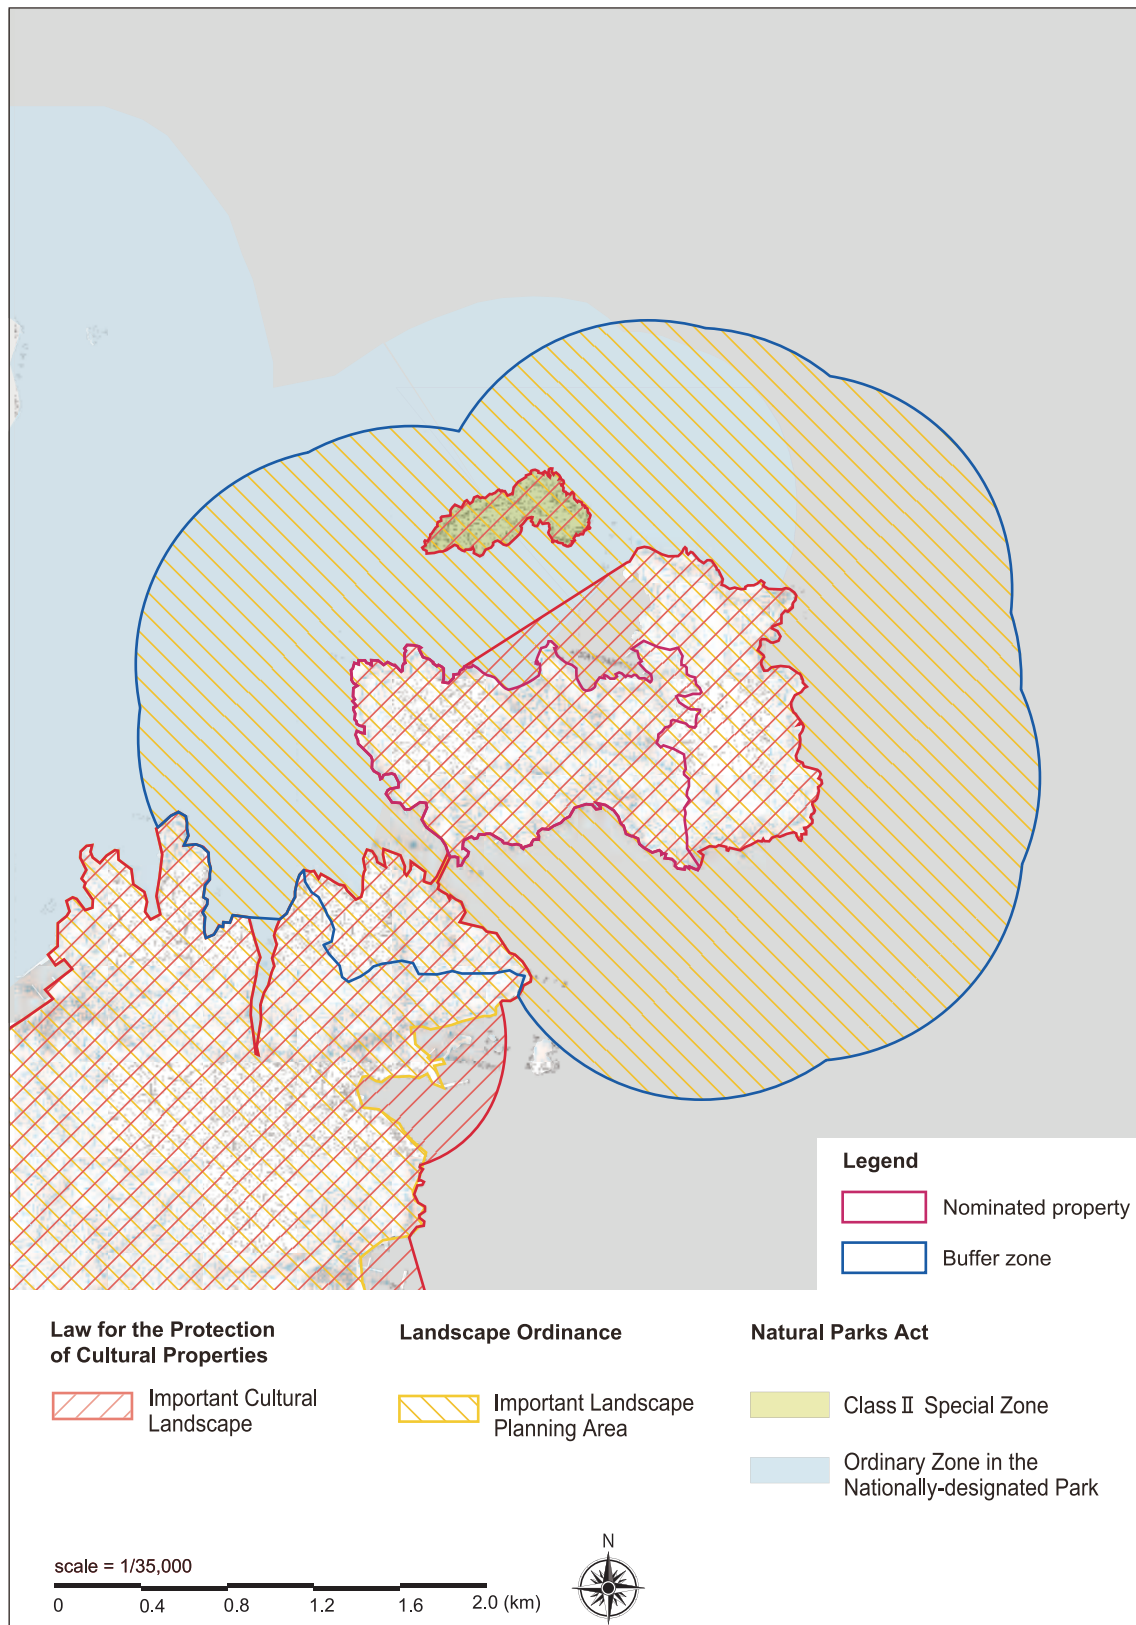 Legend
Nominated property
Buffer zone
Law for the Protection
of Cultural Properties
Important Cultural
Landscape
Landscape Ordinance
Important Landscape
Planning Area
Natural Parks Act
Class Ⅱ Special Zone
Ordinary Zone in the
Nationally-designated Park
scale = 1/35,000
0 0.4 0.8 1.2 1.6 2.0 (km)
N